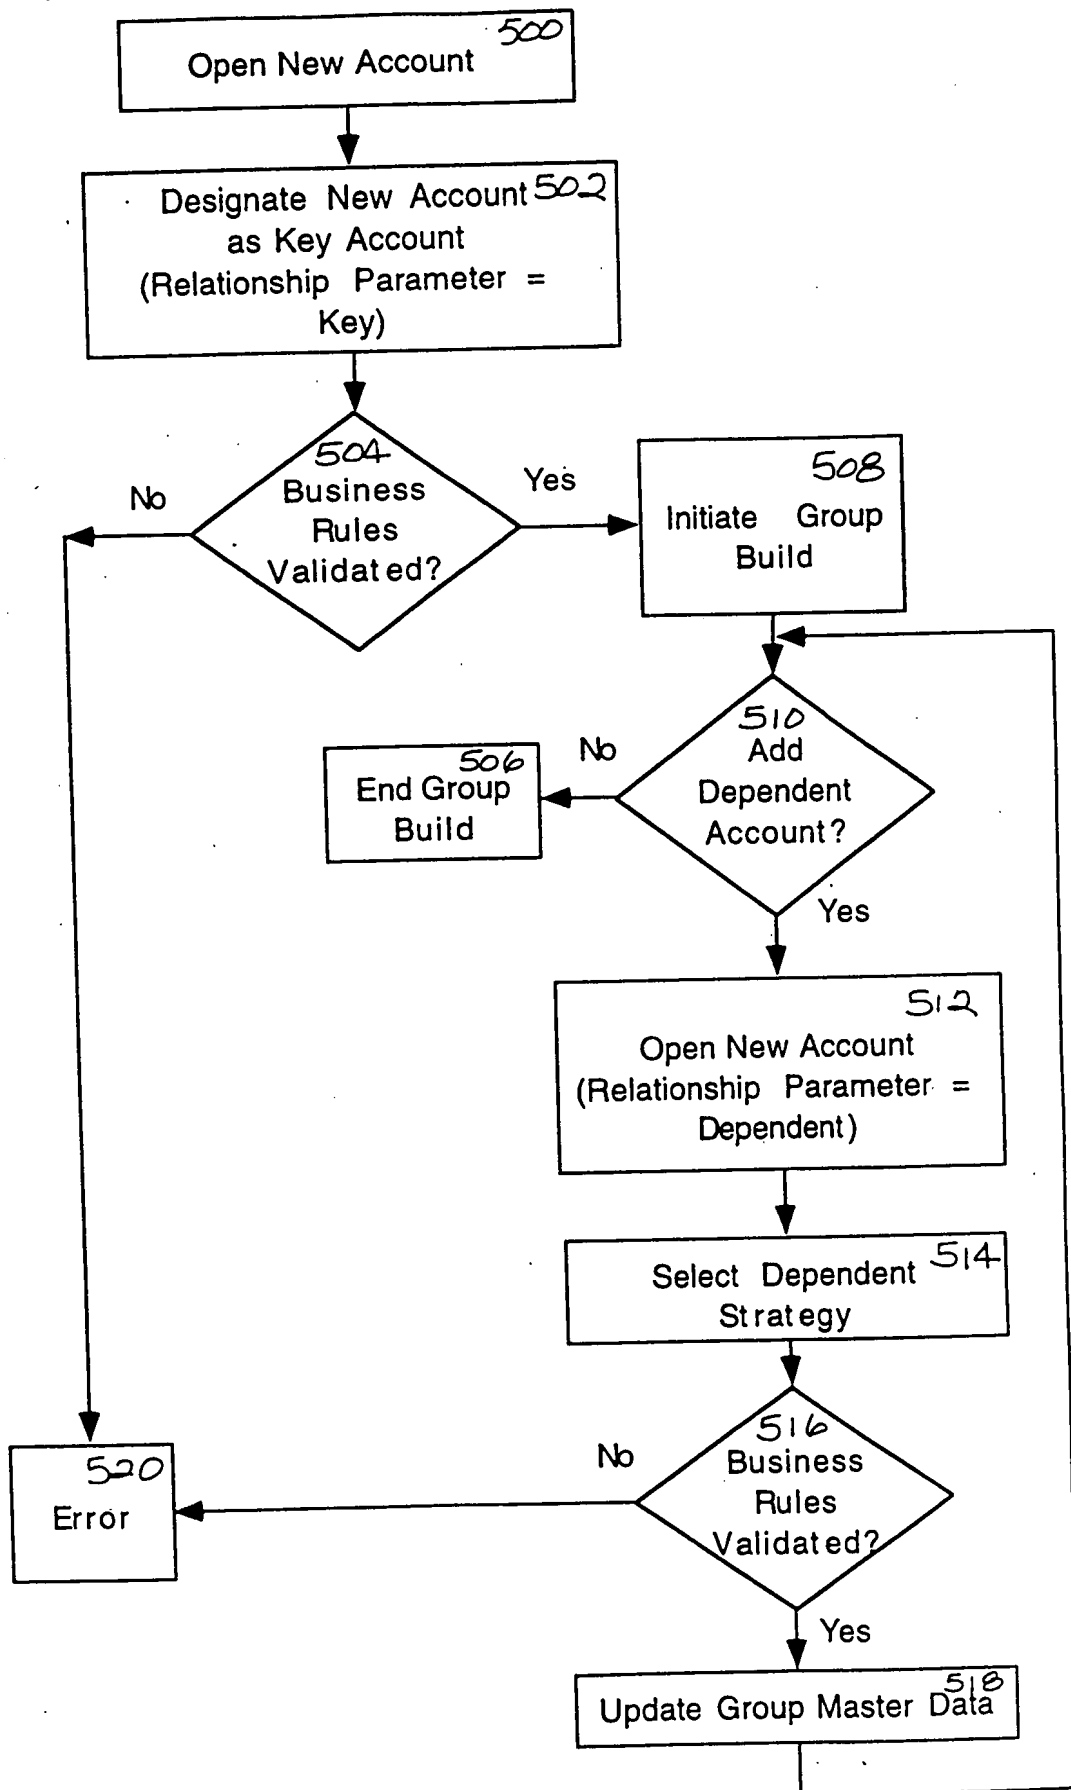 500
Open New Account
502
Designate New Account
as Key Account
(Relationship Parameter =
Key)
504
Business
Rules
Validated?
No
Yes
508
Initiate Group
Build
510
Add
Dependent
Account?
No
506
End Group
Build
Yes
512
Open New Account
(Relationship Parameter =
Dependent)
514
Select Dependent
Strategy
516
Business
Rules
Validated?
No
520
Error
Yes
518
Update Group Master Data